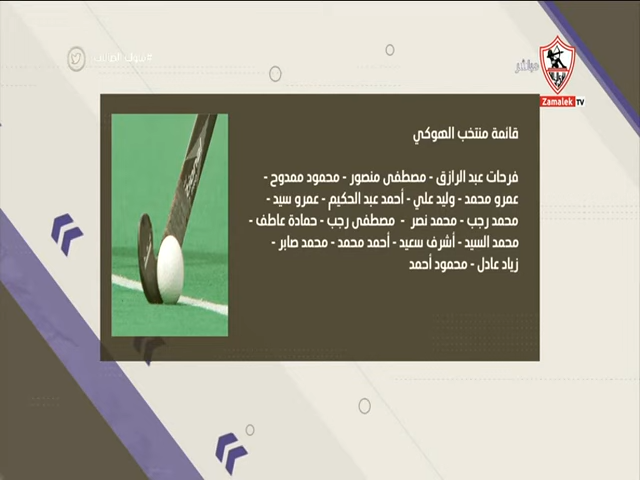 مباشر
Zamalek TV
قائمة منتخب الهوكي
فرحات عبد الرازق - مصطفى منصور - محمود ممدوح -
عمرو محمد - وليد علي - أحمد عبد الحكيم - عمرو سيد -
محمد رجب - محمد نصر - مصطفى رجب - حمادة عاطف -
محمد السيد - أشرف سعيد - أحمد محمد - محمد صابر -
زياد عادل - محمود أحمد